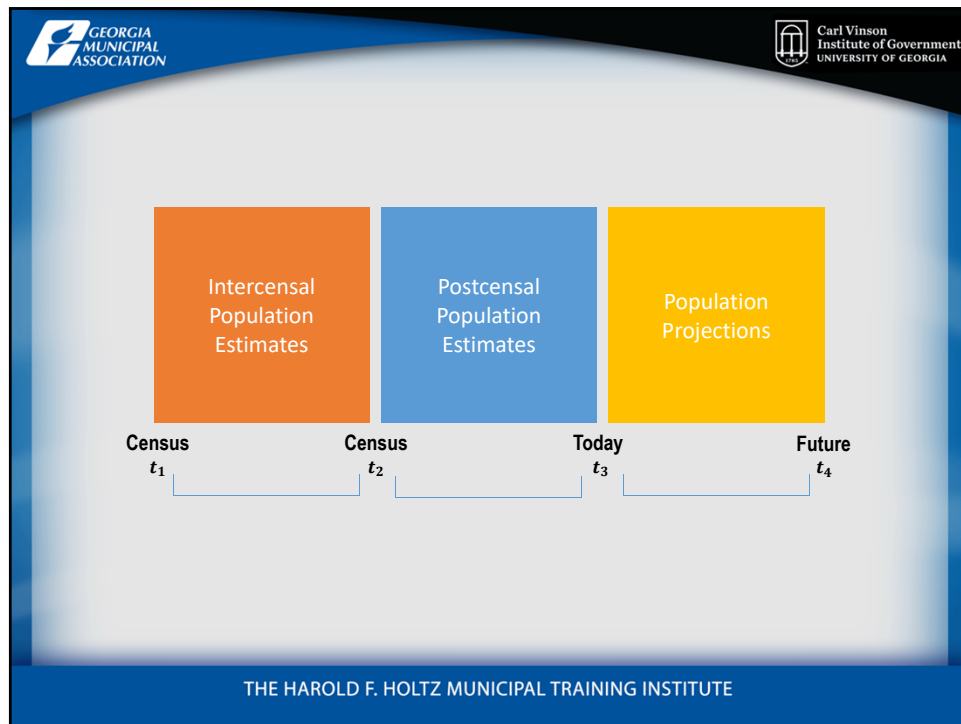 GEORGIA
MUNICIPAL
ASSOCIATION
1785
Carl Vinson
Institute of Government
UNIVERSITY OF GEORGIA
Intercensal
Population
Estimates
Postcensal
Population
Estimates
Population
Projections
Census
t₁
Census
t₂
Today
t₃
Future
t₄
THE HAROLD F. HOLTZ MUNICIPAL TRAINING INSTITUTE